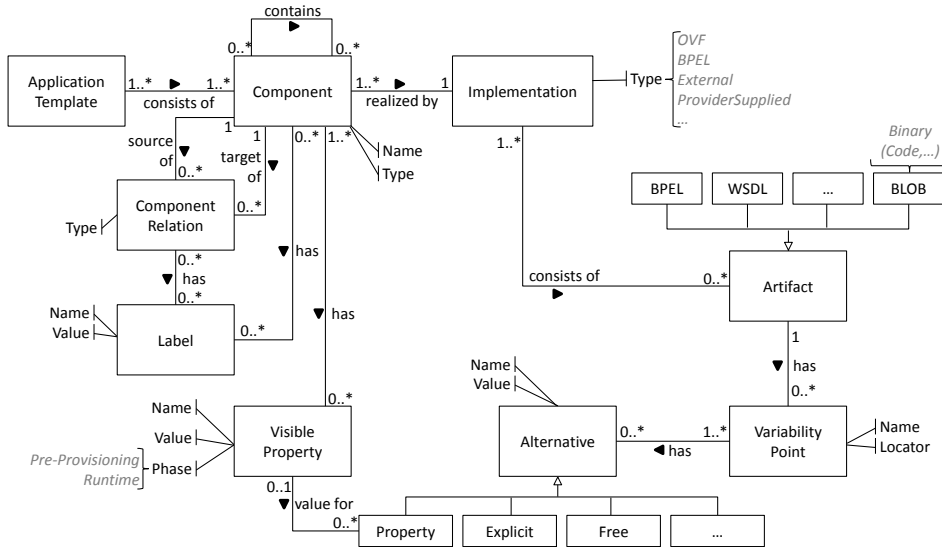 contains
0..*
0..*
Application
Template
1..*
consists of
1..*
Component
1..*
realized by
1
Implementation
Type
OVF
BPEL
External
ProviderSupplied
...
1
1
0..*
1..*
Name
Type
source
of
0..*
target
of
0..*
Component
Relation
Type
0..*
has
0..*
Name
Value
Label
0..*
has
has
1..*
consists of
0..*
Binary
(Code,...)
BPEL
WSDL
...
BLOB
Artifact
1
has
0..*
Name
Value
Phase
Pre-Provisioning
Runtime
0..*
Visible
Property
0..1
value for
0..*
Name
Value
Alternative
0..*
has
1..*
Variability
Point
Name
Locator
Property
Explicit
Free
...